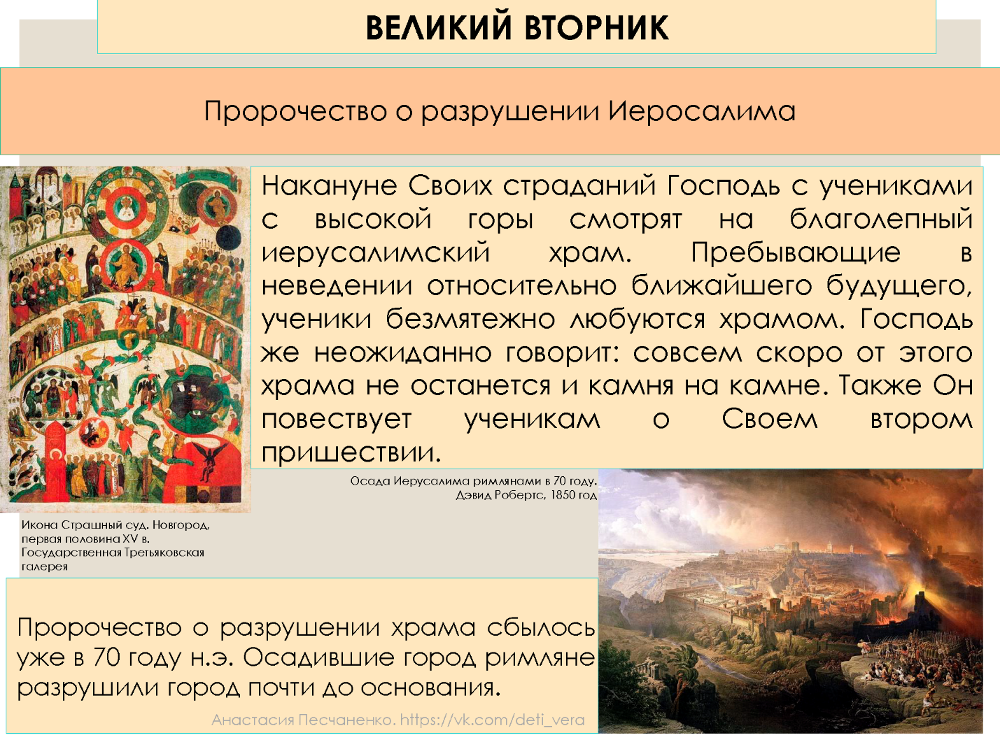 ВЕЛИКИЙ ВТОРНИК
Пророчество о разрушении Иеросалима
Накануне Своих страданий Господь с учениками
с высокой горы смотрят на благолепный
иерусалимский храм. Пребывающие в
неведении относительно ближайшего будущего,
ученики безмятежно любуются храмом. Господь
же неожиданно говорит: совсем скоро от этого
храма не останется и камня на камне. Также Он
повествует ученикам о Своем втором
пришествии.
Осада Иерусалима римлянами в 70 году.
Дэвид Робертс, 1850 год
Икона Страшный суд. Новгород,
первая половина XV в.
Государственная Третьяковская
галерея
Пророчество о разрушении храма сбылось
уже в 70 году н.э. Осадившие город римляне
разрушили город почти до основания.
Анастасия Песчаненко. https://vk.com/deti_vera